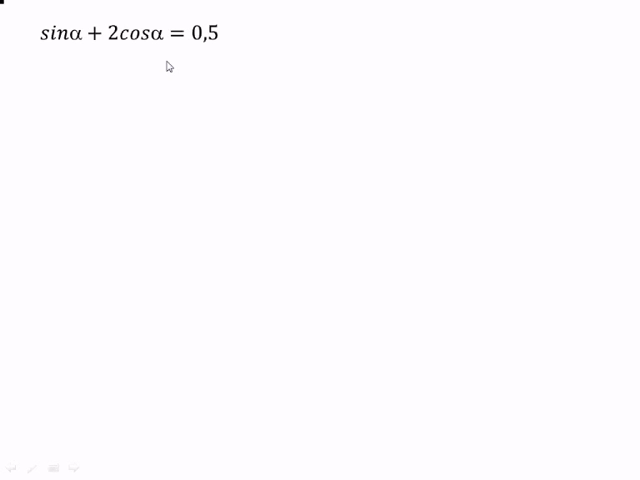 sinα + 2cosα = 0,5